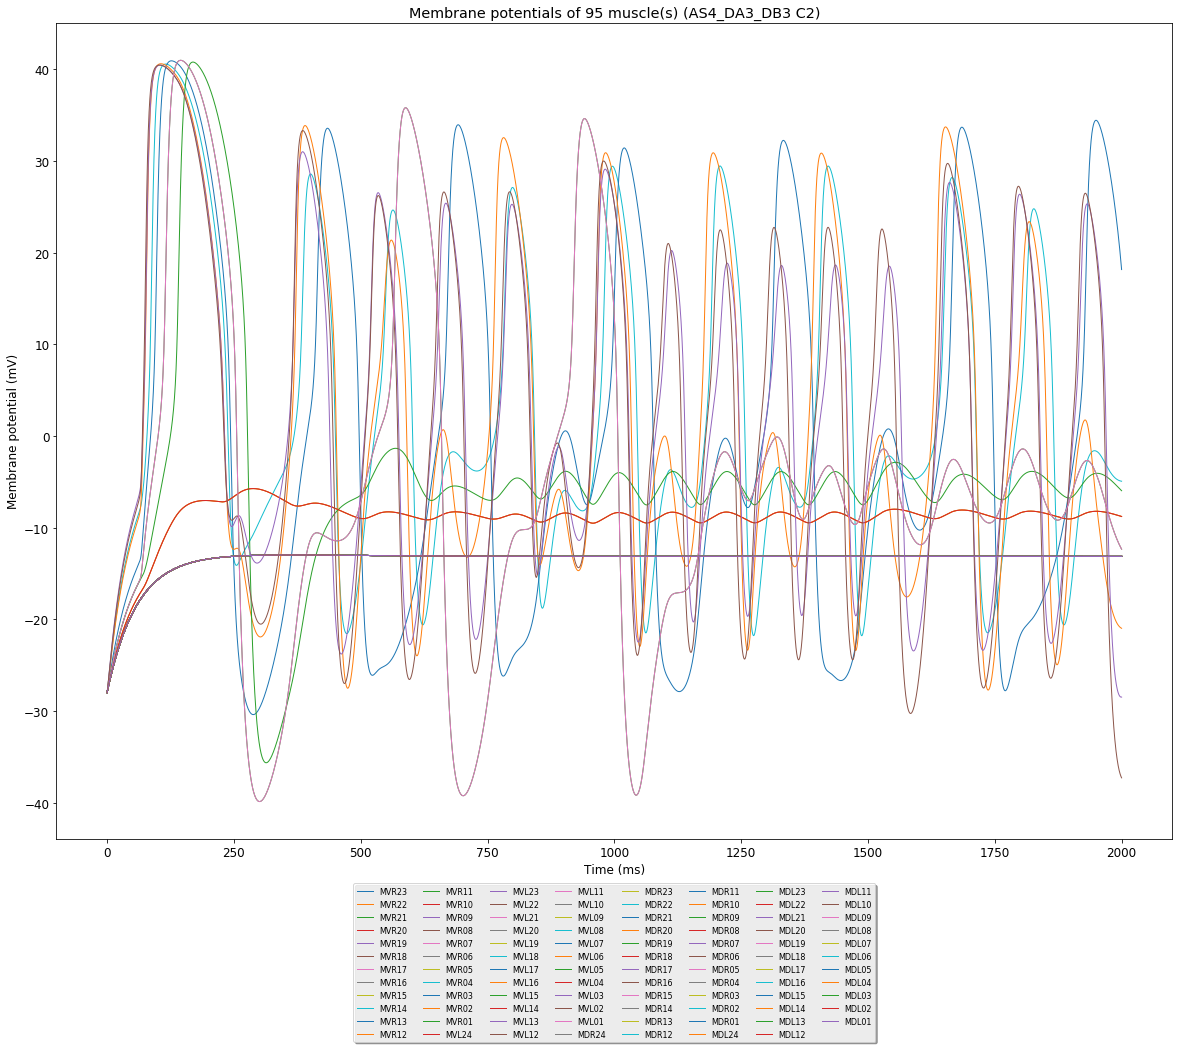 Membrane potentials of 95 muscle(s) (AS4_DA3_DB3 C2)
Membrane potential (mV)
40
30
20
10
0
−10
−20
−30
−40
0 250 500 750 1000 1250 1500 1750 2000
Time (ms)
MVR23 MVR11 MVL23 MVL11 MDR23 MDR11 MDL23 MDL11
MVR22 MVR10 MVL22 MVL10 MDR22 MDR10 MDL22 MDL10
MVR21 MVR09 MVL21 MVL09 MDR21 MDR09 MDL21 MDL09
MVR20 MVR08 MVL20 MVL08 MDR20 MDR08 MDL20 MDL08
MVR19 MVR07 MVL19 MVL07 MDR19 MDR07 MDL19 MDL07
MVR18 MVR06 MVL18 MVL06 MDR18 MDR06 MDL18 MDL06
MVR17 MVR05 MVL17 MVL05 MDR17 MDR05 MDL17 MDL05
MVR16 MVR04 MVL16 MVL04 MDR16 MDR04 MDL16 MDL04
MVR15 MVR03 MVL15 MVL03 MDR15 MDR03 MDL15 MDL03
MVR14 MVR02 MVL14 MVL02 MDR14 MDR02 MDL14 MDL02
MVR13 MVR01 MVL13 MVL01 MDR13 MDR01 MDL13 MDL01
MVR12 MVL24 MVL12 MDR24 MDR12 MDL24 MDL12